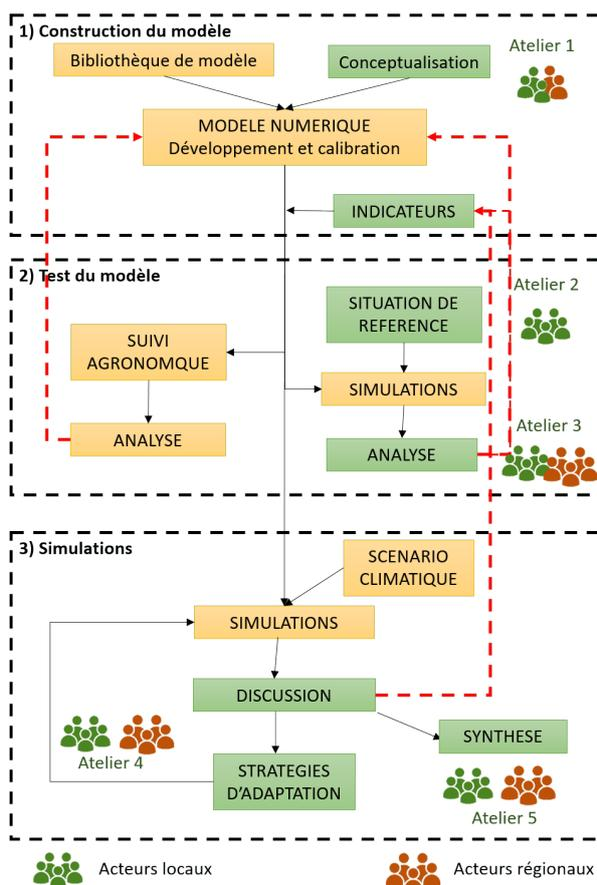 1) Construction du modèle
Atelier 1
Bibliothèque de modèle
Conceptualisation
MODELE NUMERIQUE
Développement et calibration
INDICATEURS
2) Test du modèle
Atelier 2
SITUATION DE
REFERENCE
SUIVI
AGRONOMQUE
SIMULATIONS
Atelier 3
ANALYSE
ANALYSE
3) Simulations
SCENARIO
CLIMATIQUE
SIMULATIONS
DISCUSSION
SYNTHESE
Atelier 4
STRATEGIES
D'ADAPTATION
Atelier 5
Acteurs locaux
Acteurs régionaux